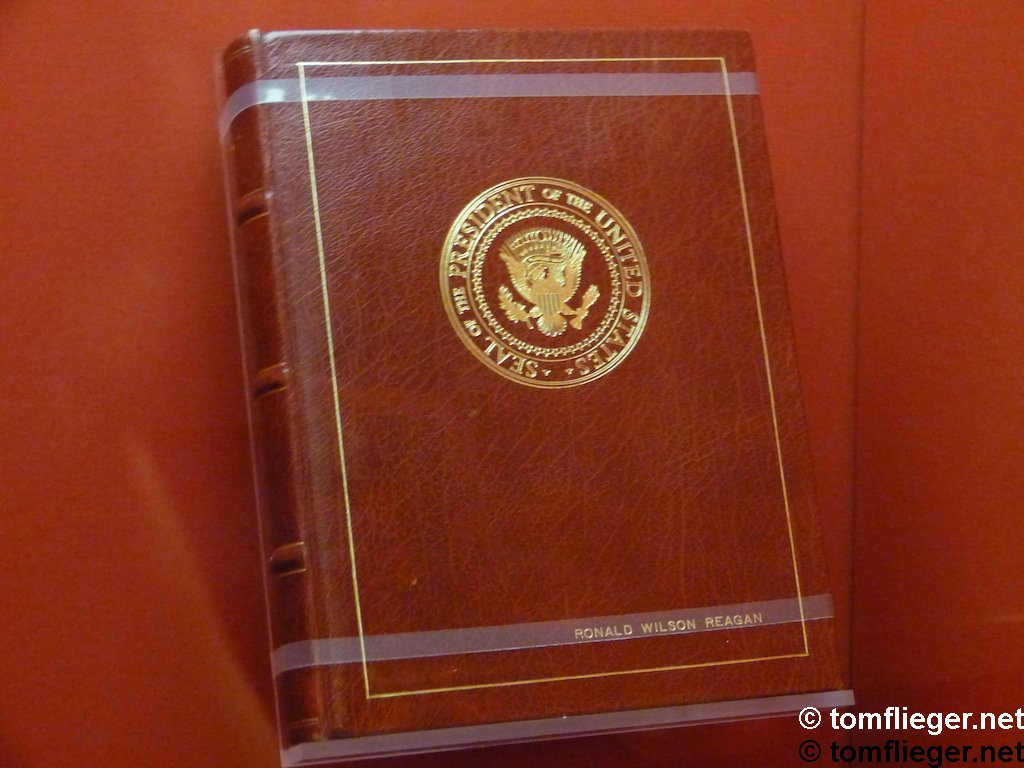 SEAL OF THE PRESIDENT OF THE UNITED STATES
RONALD WILSON REAGAN
© tomflieger.net
© tomflieger.net